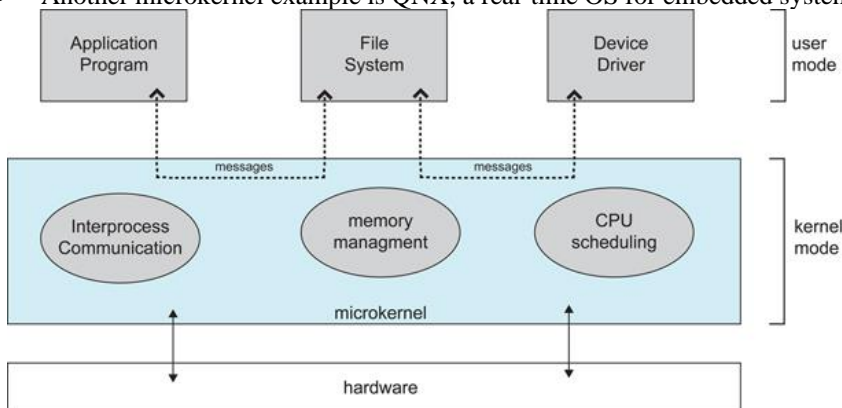 Another microkernel example is QNX, a real-time OS for embedded system
Application
Program
File
System
Device
Driver
user
mode
messages
messages
Interprocess
Communication
memory
managment
CPU
scheduling
kernel
mode
microkernel
hardware